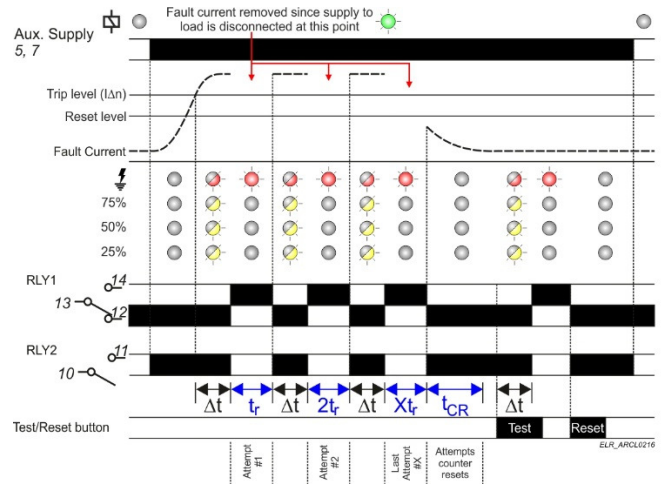 Fault current removed since supply to
load is disconnected at this point
Aux. Supply
5, 7
Trip level (IΔn)
Reset level
Fault Current
75%
50%
25%
RLY1
14
13
12
RLY2
11
10
Δt
tr
Δt
2tr
Δt
Xtr
tCR
Δt
Test/Reset button
Test
Reset
ELR_ARCL0216
Attempt
#1
Attempt
#2
Last
Attempt
#X
Attempts
counter
resets